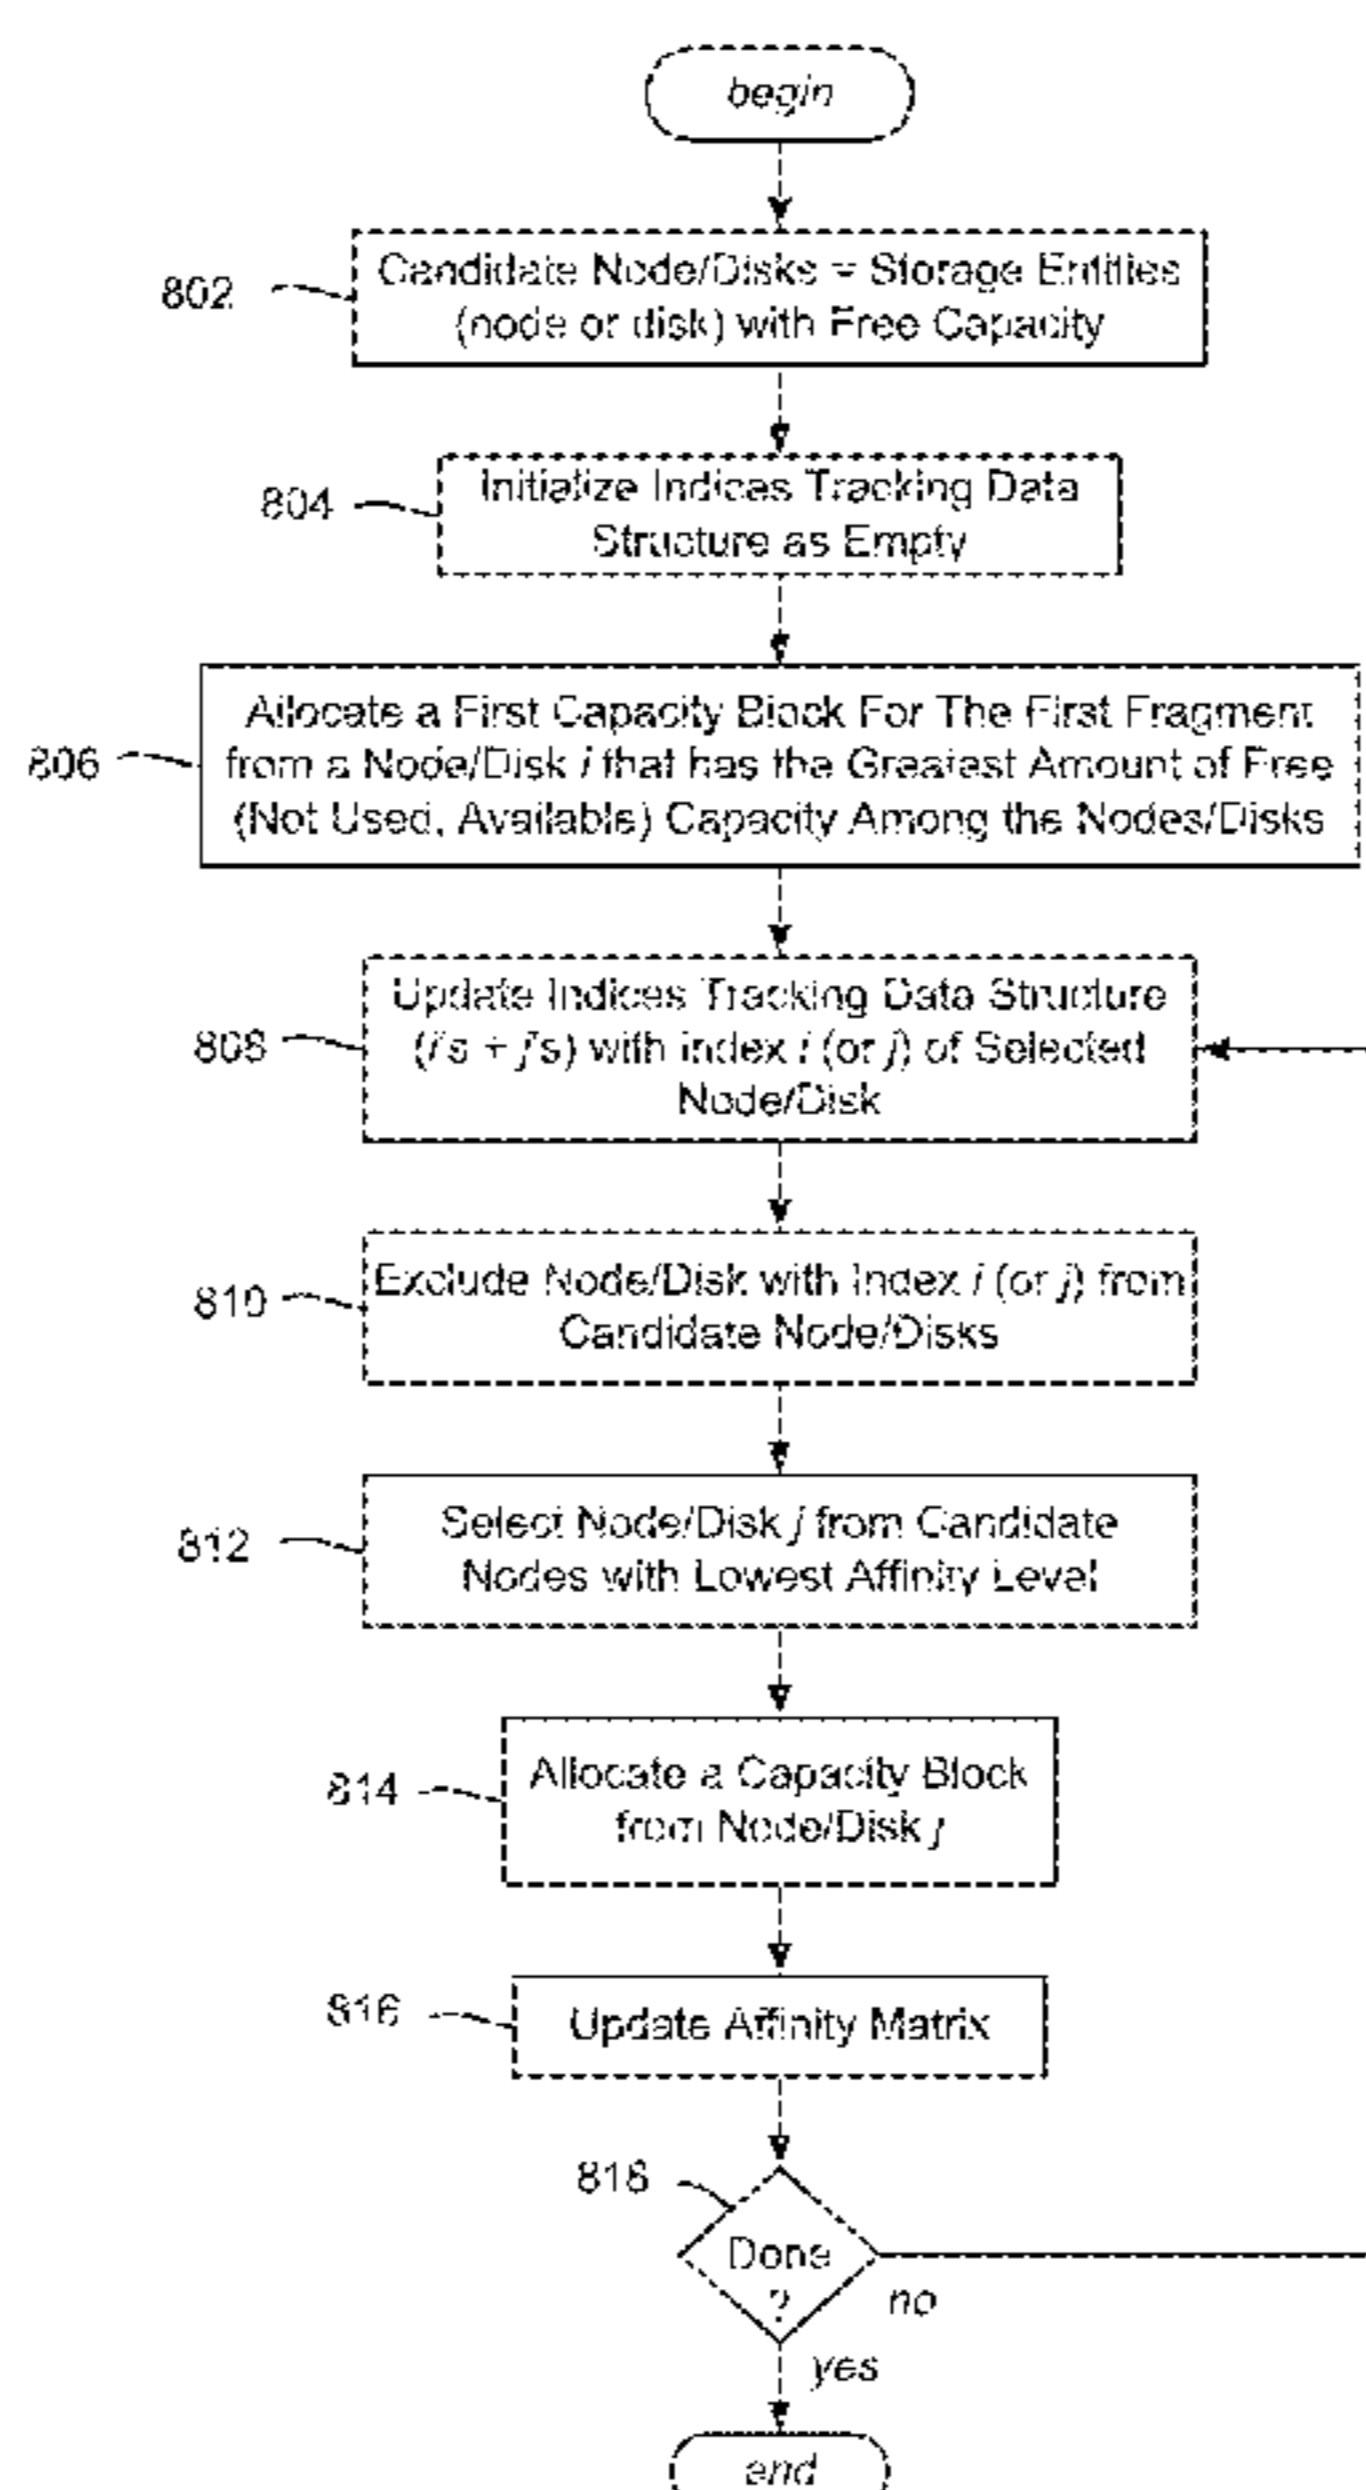 begin
802
Candidate Node/Disks = Storage Entities
(node or disk) with Free Capacity
804
Initialize Indices Tracking Data
Structure as Empty
806
Allocate a First Capacity Block For The First Fragment
from a Node/Disk i that has the Greatest Amount of Free
(Not Used, Available) Capacity Among the Nodes/Disks
808
Update Indices Tracking Data Structure
(i's + j's) with index i (or j) of Selected
Node/Disk
810
Exclude Node/Disk with Index i (or j) from
Candidate Node/Disks
812
Select Node/Disk j from Candidate
Nodes with Lowest Affinity Level
814
Allocate a Capacity Block
from Node/Disk j
816
Update Affinity Matrix
818
Done
?
no
yes
end